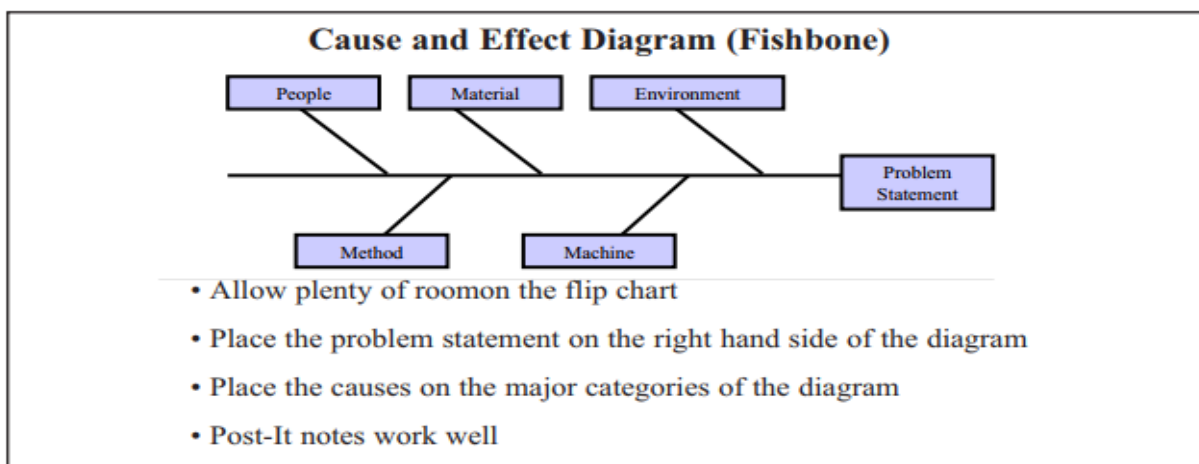 Cause and Effect Diagram (Fishbone)
People
Material
Environment
Problem
Statement
Method
Machine
• Allow plenty of roomon the flip chart
• Place the problem statement on the right hand side of the diagram
• Place the causes on the major categories of the diagram
• Post-It notes work well